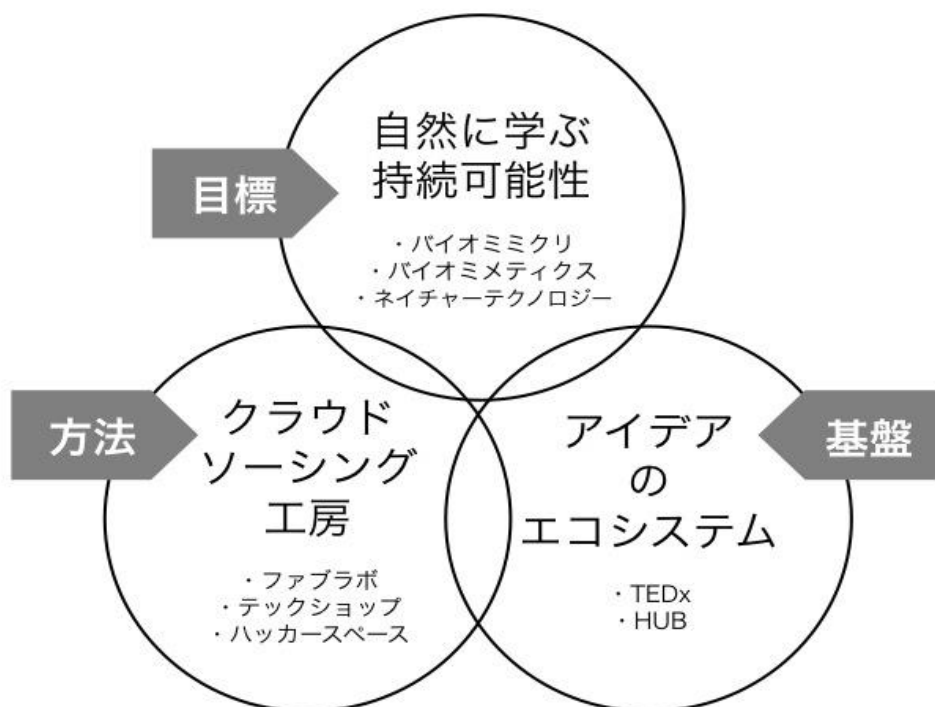 目標
自然に学ぶ
持続可能性
・バイオミミクリ
・バイオミメティクス
・ネイチャーテクノロジー
方法
クラウド
ソーシング
工房
・ファブラボ
・テックショップ
・ハッカースペース
基盤
アイデア
の
エコシステム
・TEDx
・HUB